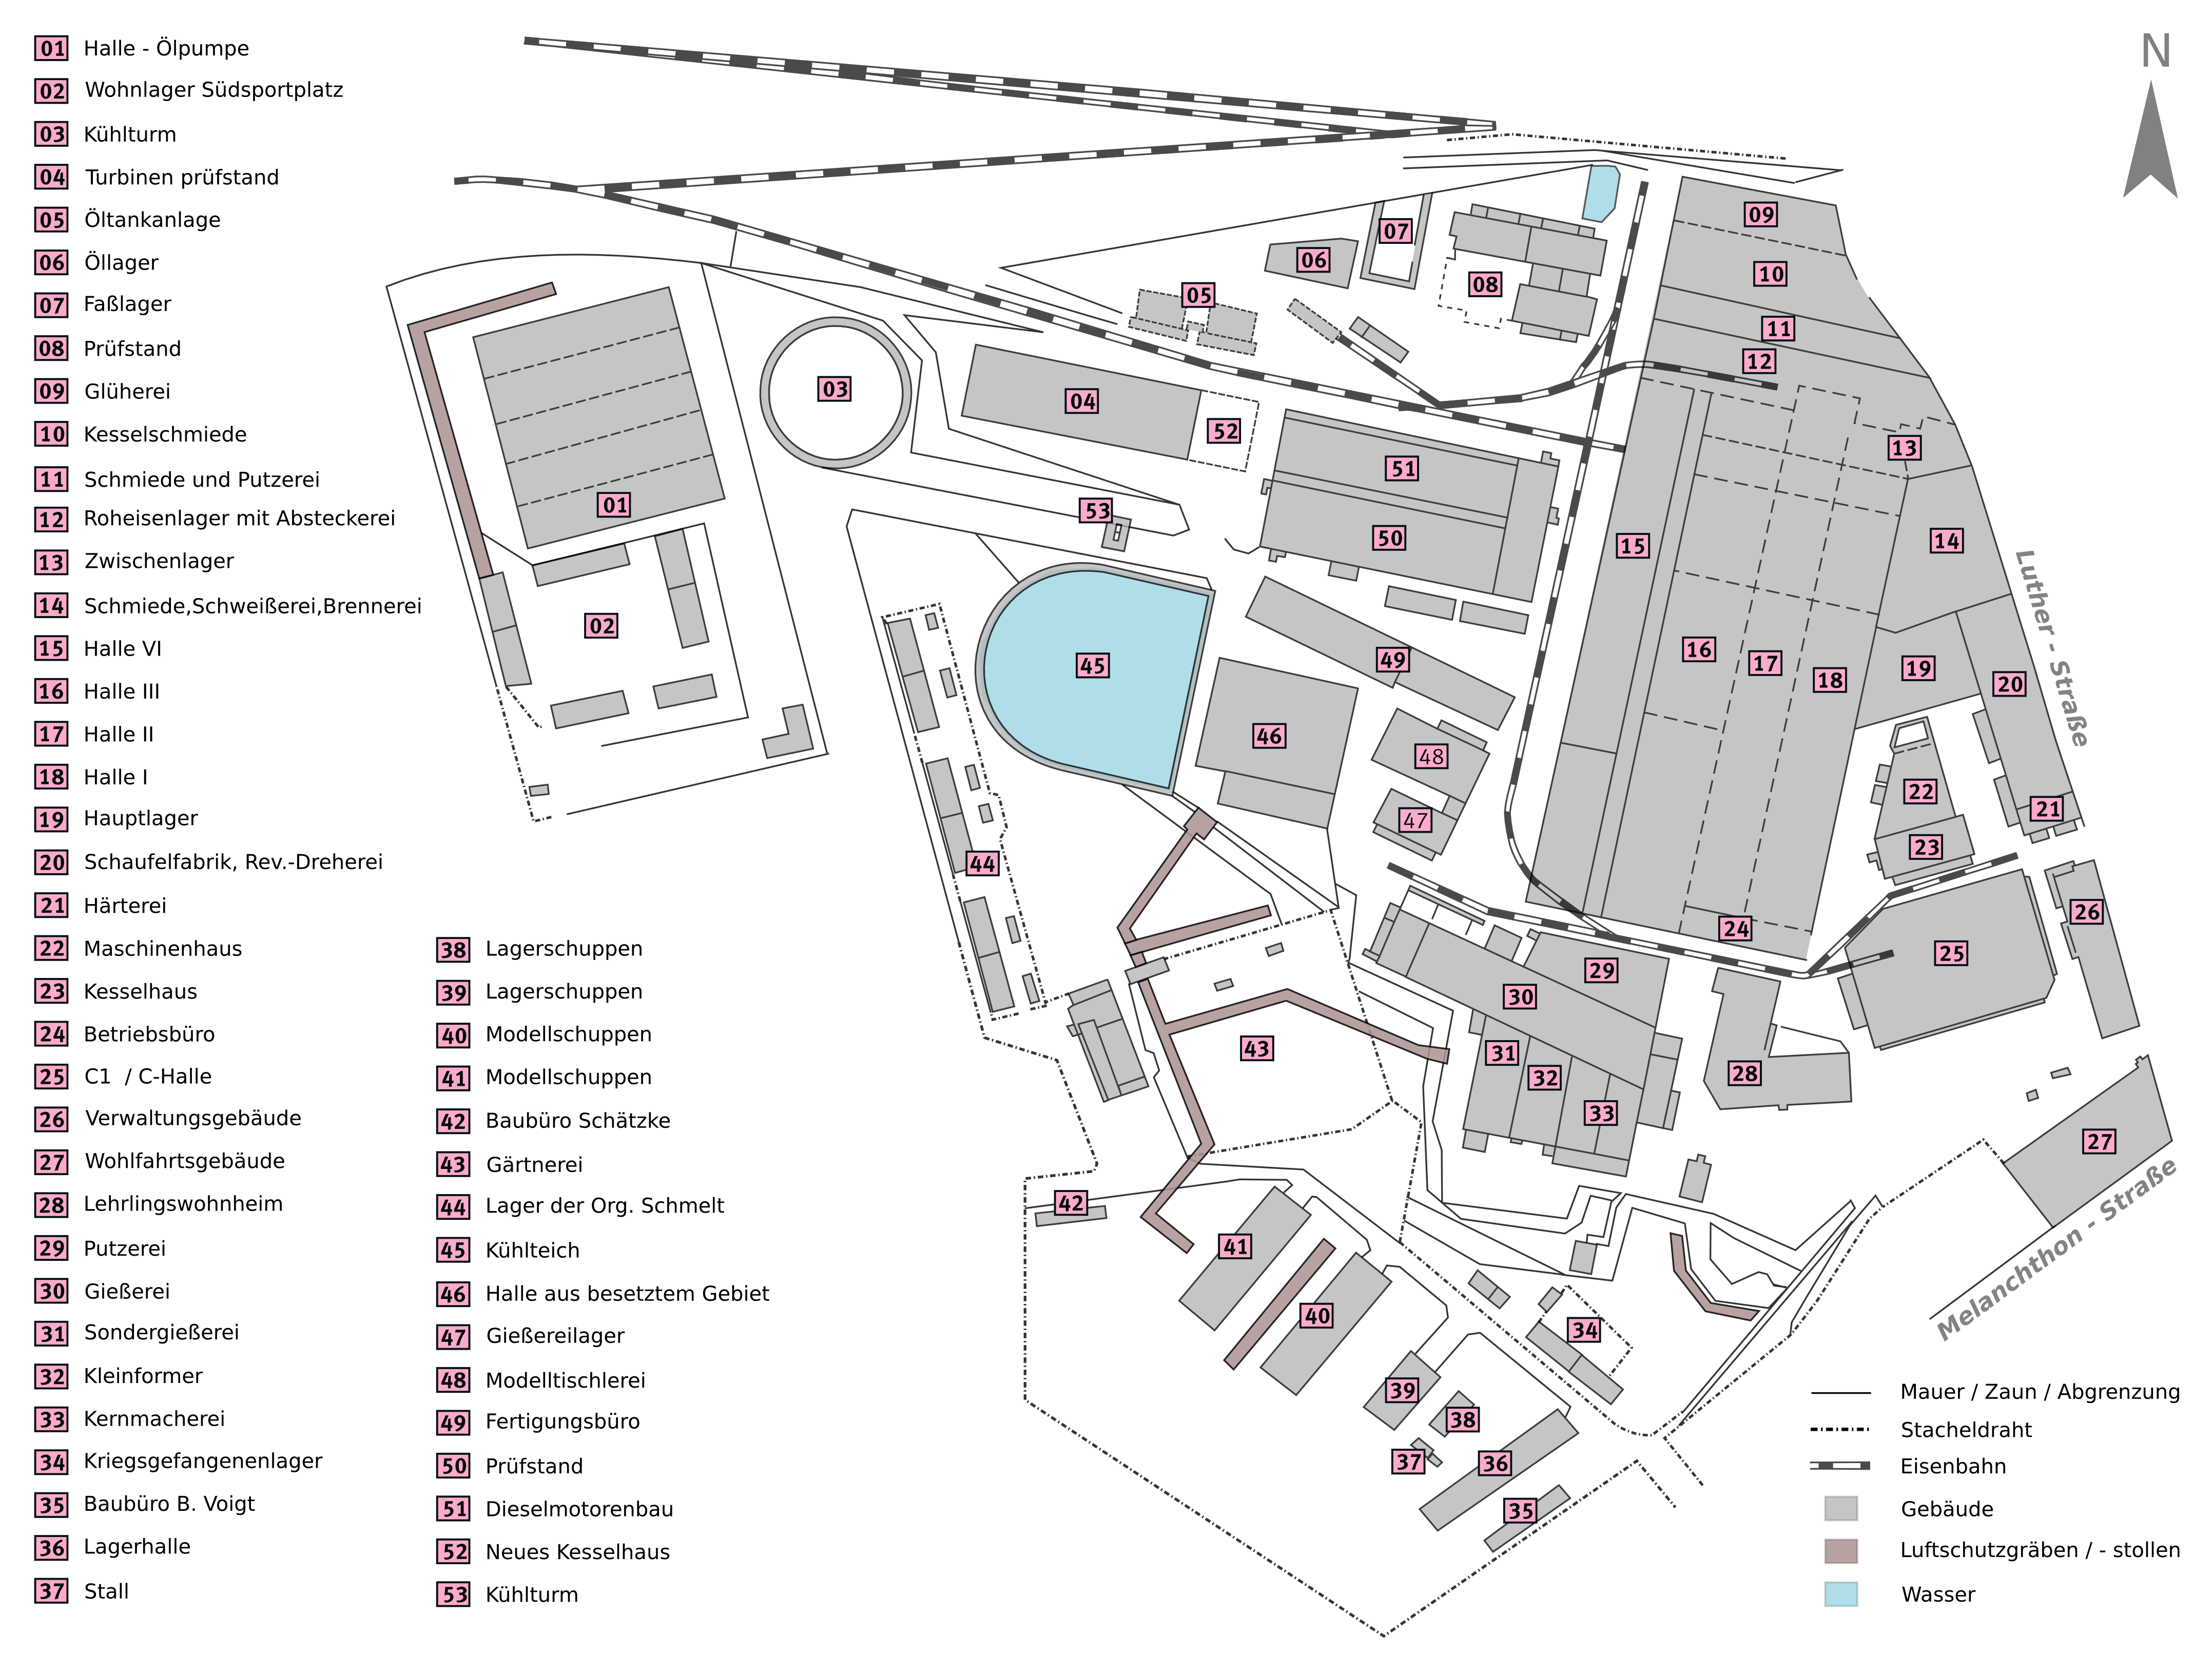 01 Halle - Ölpumpe
02 Wohnlager Südsportplatz
03 Kühlturm
04 Turbinen prüfstand
05 Öltankanlage
06 Öllager
07 Faßlager
08 Prüfstand
09 Glüherei
10 Kesselschmiede
11 Schmiede und Putzerei
12 Roheisenlager mit Absteckerei
13 Zwischenlager
14 Schmiede,Schweißerei,Brennerei
15 Halle VI
16 Halle III
17 Halle II
18 Halle I
19 Hauptlager
20 Schaufelfabrik, Rev.-Dreherei
21 Härterei
22 Maschinenhaus
23 Kesselhaus
24 Betriebsbüro
25 C1 / C-Halle
26 Verwaltungsgebäude
27 Wohlfahrtsgebäude
28 Lehrlingswohnheim
29 Putzerei
30 Gießerei
31 Sondergießerei
32 Kleinformer
33 Kernmacherei
34 Kriegsgefangenenlager
35 Baubüro B. Voigt
36 Lagerhalle
37 Stall
38 Lagerschuppen
39 Lagerschuppen
40 Modellschuppen
41 Modellschuppen
42 Baubüro Schätzke
43 Gärtnerei
44 Lager der Org. Schmelt
45 Kühlteich
46 Halle aus besetztem Gebiet
47 Gießereilager
48 Modelltischlerei
49 Fertigungsbüro
50 Prüfstand
51 Dieselmotorenbau
52 Neues Kesselhaus
53 Kühlturm
N
09
07
06
10
08
05
11
12
03
04
52
13
51
01
53
50
14
15
02
16
49
17
45
19
18
20
46
48
22
21
47
23
44
26
24
25
29
30
43
31
28
32
33
27
42
41
40
34
39
38
37
36
35
Luther - Straße
Melanchthon - Straße
Mauer / Zaun / Abgrenzung
Stacheldraht
Eisenbahn
Gebäude
Luftschutzgräben / - stollen
Wasser